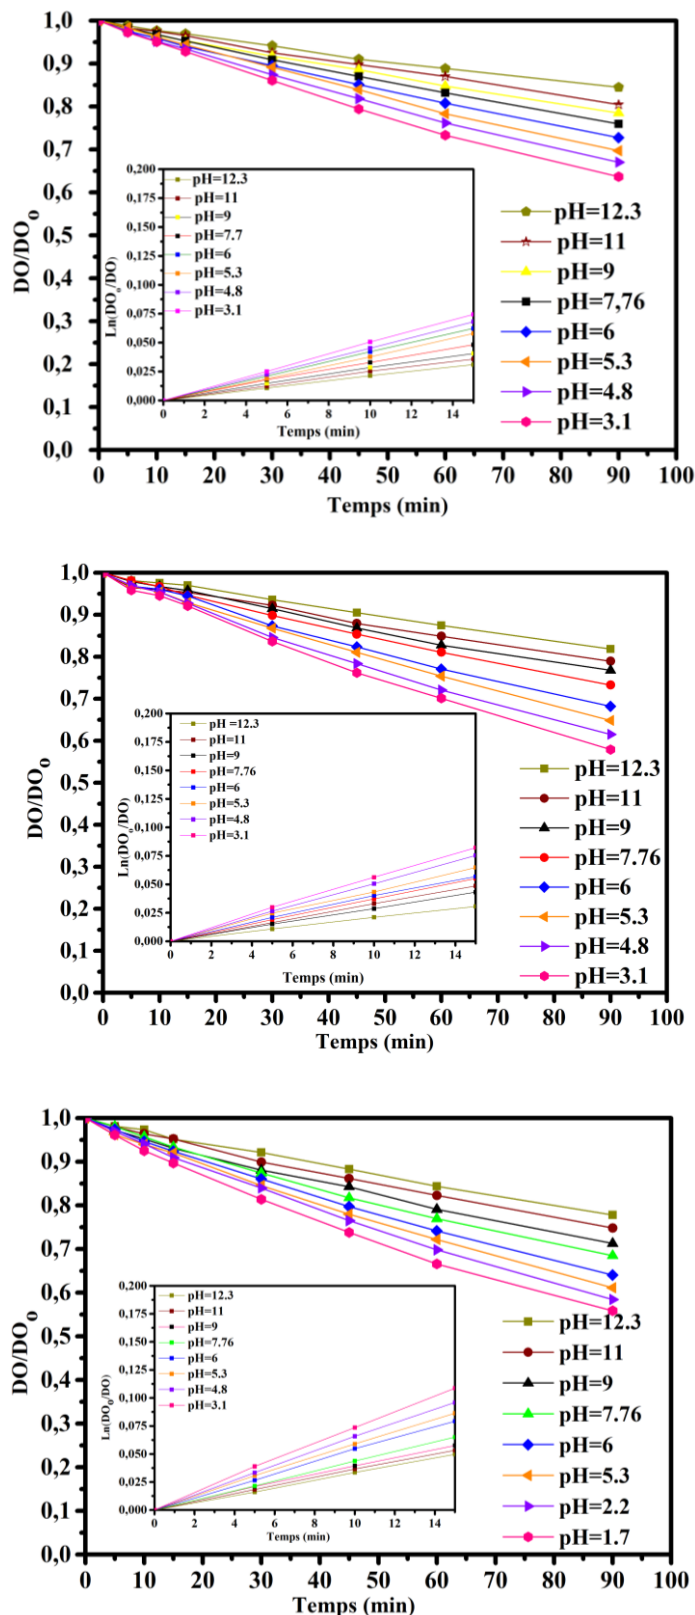 1,0
0,9
0,8
0,7
0,6
0,5
0,4
0,3
0,2
0,1
0,0
DO/DO₀
0 10 20 30 40 50 60 70 80 90 100
Temps (min)
0,200
0,175
0,150
0,125
0,100
0,075
0,050
0,025
0,000
Ln(DO₀/DO)
pH=12.3
pH=11
pH=9
pH=7.7
pH=6
pH=5.3
pH=4.8
pH=3.1
0 2 4 6 8 10 12 14
Temps (min)
pH=12.3
pH=11
pH=9
pH=7,76
pH=6
pH=5.3
pH=4.8
pH=3.1
1,0
0,9
0,8
0,7
0,6
0,5
0,4
0,3
0,2
0,1
0,0
DO/DO₀
0 10 20 30 40 50 60 70 80 90 100
Temps (min)
0,200
0,175
0,150
0,125
0,100
0,075
0,050
0,025
0,000
Ln(DO₀/DO)
pH =12.3
pH=11
pH=9
pH=7.76
pH=6
pH=5.3
pH=4.8
pH=3.1
0 2 4 6 8 10 12 14
Temps (min)
pH=12.3
pH=11
pH=9
pH=7.76
pH=6
pH=5.3
pH=4.8
pH=3.1
1,0
0,9
0,8
0,7
0,6
0,5
0,4
0,3
0,2
0,1
0,0
DO/DO₀
0 10 20 30 40 50 60 70 80 90 100
Temps (min)
0,200
0,175
0,150
0,125
0,100
0,075
0,050
0,025
0,000
Ln(DO₀/DO)
pH=12.3
pH=11
pH=9
pH=7.76
pH=6
pH=5.3
pH=4.8
pH=3.1
0 2 4 6 8 10 12 14
Temps (min)
pH=12.3
pH=11
pH=9
pH=7.76
pH=6
pH=5.3
pH=2.2
pH=1.7